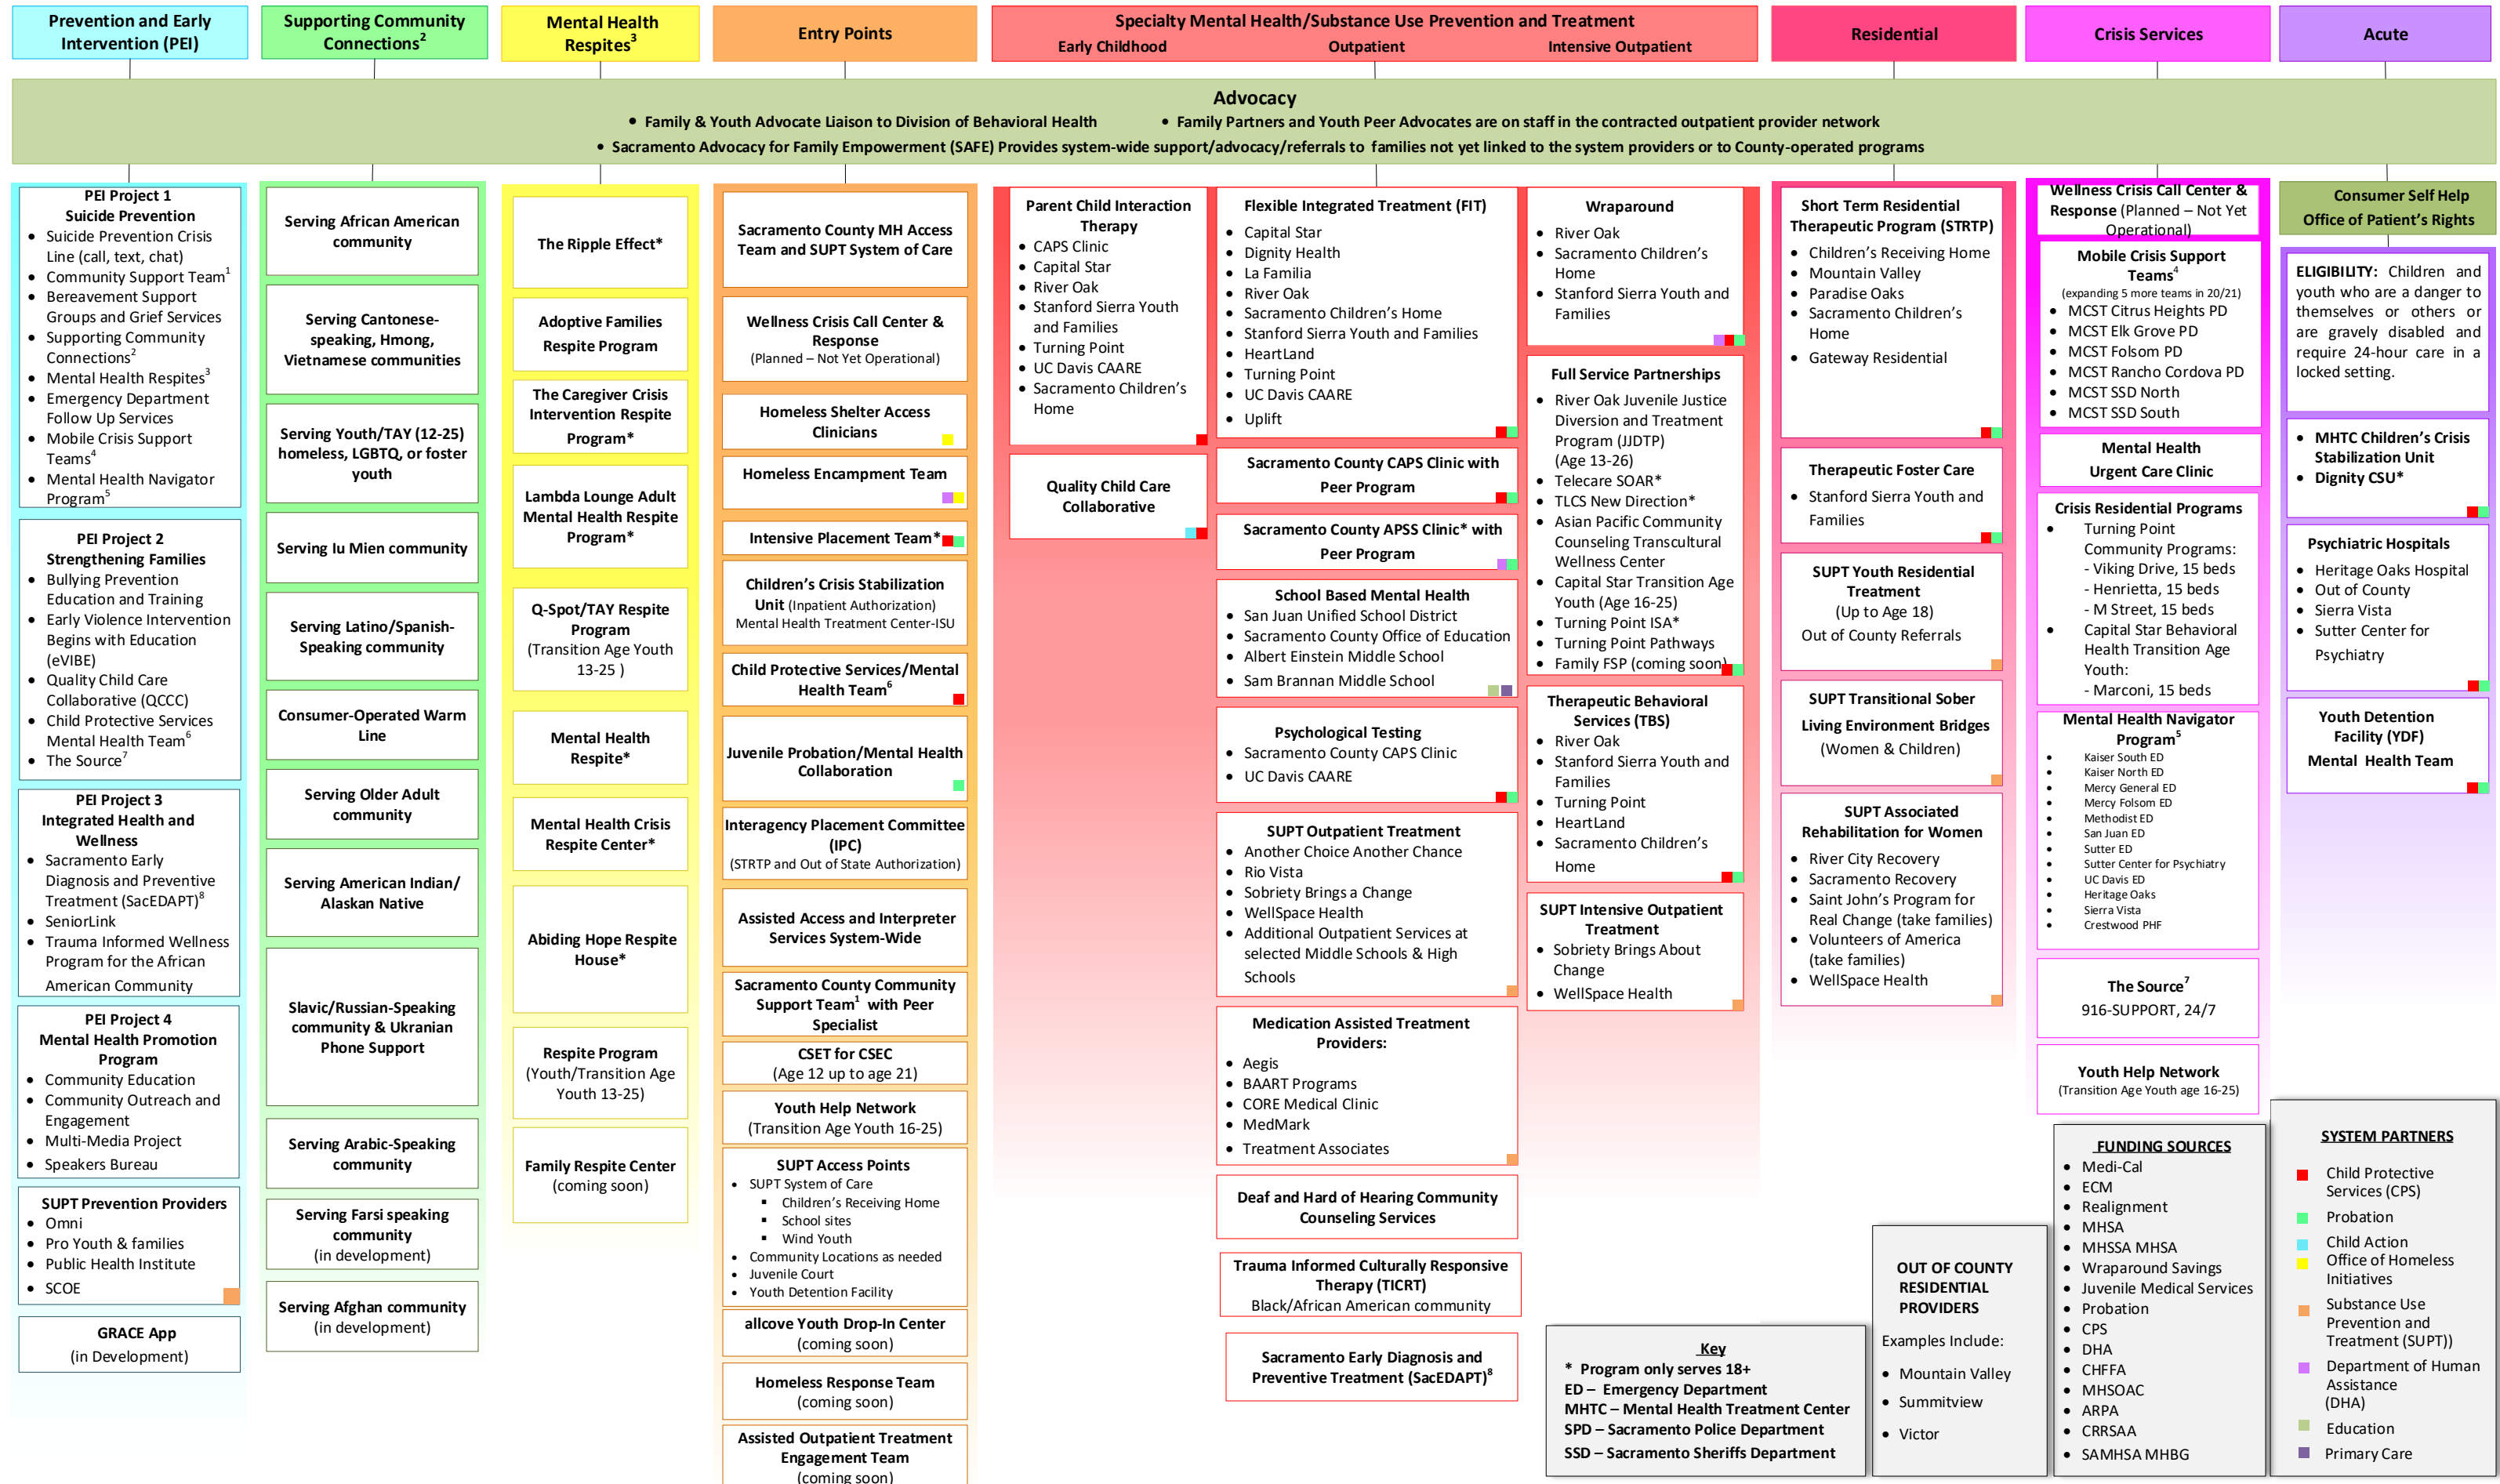 Prevention and Early
Intervention (PEI)
Supporting Community
Connections2
Mental Health
Respites3
Entry Points
Specialty Mental Health/Substance Use Prevention and Treatment
Early Childhood
Outpatient
Intensive Outpatient
Residential
Crisis Services
Acute
Advocacy
• Family & Youth Advocate Liaison to Division of Behavioral Health
• Family Partners and Youth Peer Advocates are on staff in the contracted outpatient provider network
• Sacramento Advocacy for Family Empowerment (SAFE) Provides system-wide support/advocacy/referrals to families not yet linked to the system providers or to County-operated programs
PEI Project 1
Suicide Prevention
• Suicide Prevention Crisis
Line (call, text, chat)
• Community Support Team1
• Bereavement Support
Groups and Grief Services
• Supporting Community
Connections2
• Mental Health Respites3
• Emergency Department
Follow Up Services
• Mobile Crisis Support
Teams4
• Mental Health Navigator
Program5
PEI Project 2
Strengthening Families
• Bullying Prevention
Education and Training
• Early Violence Intervention
Begins with Education
(eVIBE)
• Quality Child Care
Collaborative (QCCC)
• Child Protective Services
Mental Health Team6
• The Source7
PEI Project 3
Integrated Health and
Wellness
• Sacramento Early
Diagnosis and Preventive
Treatment (SacEDAPT)8
• SeniorLink
• Trauma Informed Wellness
Program for the African
American Community
PEI Project 4
Mental Health Promotion
Program
• Community Education
• Community Outreach and
Engagement
• Multi-Media Project
• Speakers Bureau
SUPT Prevention Providers
• Omni
• Pro Youth & families
• Public Health Institute
• SCOE
GRACE App
(in Development)
Serving African American
community
Serving Cantonese-
speaking, Hmong,
Vietnamese communities
Serving Youth/TAY (12-25)
homeless, LGBTQ, or foster
youth
Serving Iu Mien community
Serving Latino/Spanish-
Speaking community
Consumer-Operated Warm
Line
Serving Older Adult
community
Serving American Indian/
Alaskan Native
Slavic/Russian-Speaking
community & Ukranian
Phone Support
Serving Arabic-Speaking
community
Serving Farsi speaking
community
(in development)
Serving Afghan community
(in development)
The Ripple Effect*
Adoptive Families
Respite Program
The Caregiver Crisis
Intervention Respite
Program*
Lambda Lounge Adult
Mental Health Respite
Program*
Q-Spot/TAY Respite
Program
(Transition Age Youth
13-25 )
Mental Health
Respite*
Mental Health Crisis
Respite Center*
Abiding Hope Respite
House*
Respite Program
(Youth/Transition Age
Youth 13-25)
Family Respite Center
(coming soon)
Sacramento County MH Access
Team and SUPT System of Care
Wellness Crisis Call Center &
Response
(Planned – Not Yet Operational)
Homeless Shelter Access
Clinicians
Homeless Encampment Team
Intensive Placement Team*
Children's Crisis Stabilization
Unit (Inpatient Authorization)
Mental Health Treatment Center-ISU
Child Protective Services/Mental
Health Team6
Juvenile Probation/Mental Health
Collaboration
Interagency Placement Committee
(IPC)
(STRTP and Out of State Authorization)
Assisted Access and Interpreter
Services System-Wide
Sacramento County Community
Support Team1 with Peer
Specialist
CSET for CSEC
(Age 12 up to age 21)
Youth Help Network
(Transition Age Youth 16-25)
SUPT Access Points
• SUPT System of Care
▪ Children's Receiving Home
▪ School sites
▪ Wind Youth
• Community Locations as needed
• Juvenile Court
• Youth Detention Facility
allcove Youth Drop-In Center
(coming soon)
Homeless Response Team
(coming soon)
Assisted Outpatient Treatment
Engagement Team
(coming soon)
Parent Child Interaction
Therapy
• CAPS Clinic
• Capital Star
• River Oak
• Stanford Sierra Youth
and Families
• Turning Point
• UC Davis CAARE
• Sacramento Children's
Home
Quality Child Care
Collaborative
Flexible Integrated Treatment (FIT)
• Capital Star
• Dignity Health
• La Familia
• River Oak
• Sacramento Children's Home
• Stanford Sierra Youth and Families
• HeartLand
• Turning Point
• UC Davis CAARE
• Uplift
Sacramento County CAPS Clinic with
Peer Program
Sacramento County APSS Clinic* with
Peer Program
School Based Mental Health
• San Juan Unified School District
• Sacramento County Office of Education
• Albert Einstein Middle School
• Sam Brannan Middle School
Psychological Testing
• Sacramento County CAPS Clinic
• UC Davis CAARE
SUPT Outpatient Treatment
• Another Choice Another Chance
• Rio Vista
• Sobriety Brings a Change
• WellSpace Health
• Additional Outpatient Services at
selected Middle Schools & High
Schools
Medication Assisted Treatment
Providers:
• Aegis
• BAART Programs
• CORE Medical Clinic
• MedMark
• Treatment Associates
Deaf and Hard of Hearing Community
Counseling Services
Trauma Informed Culturally Responsive
Therapy (TICRT)
Black/African American community
Sacramento Early Diagnosis and
Preventive Treatment (SacEDAPT)8
Wraparound
• River Oak
• Sacramento Children's
Home
• Stanford Sierra Youth and
Families
Full Service Partnerships
• River Oak Juvenile Justice
Diversion and Treatment
Program (JJDTP)
(Age 13-26)
• Telecare SOAR*
• TLCS New Direction*
• Asian Pacific Community
Counseling Transcultural
Wellness Center
• Capital Star Transition Age
Youth (Age 16-25)
• Turning Point ISA*
• Turning Point Pathways
• Family FSP (coming soon)
Therapeutic Behavioral
Services (TBS)
• River Oak
• Stanford Sierra Youth and
Families
• Turning Point
• HeartLand
• Sacramento Children's
Home
SUPT Intensive Outpatient
Treatment
• Sobriety Brings About
Change
• WellSpace Health
Short Term Residential
Therapeutic Program (STRTP)
• Children's Receiving Home
• Mountain Valley
• Paradise Oaks
• Sacramento Children's
Home
• Gateway Residential
Therapeutic Foster Care
• Stanford Sierra Youth and
Families
SUPT Youth Residential
Treatment
(Up to Age 18)
Out of County Referrals
SUPT Transitional Sober
Living Environment Bridges
(Women & Children)
SUPT Associated
Rehabilitation for Women
• River City Recovery
• Sacramento Recovery
• Saint John's Program for
Real Change (take families)
• Volunteers of America
(take families)
• WellSpace Health
Wellness Crisis Call Center &
Response (Planned – Not Yet
Operational)
Mobile Crisis Support
Teams4
(expanding 5 more teams in 20/21)
• MCST Citrus Heights PD
• MCST Elk Grove PD
• MCST Folsom PD
• MCST Rancho Cordova PD
• MCST SSD North
• MCST SSD South
Mental Health
Urgent Care Clinic
Crisis Residential Programs
• Turning Point
Community Programs:
- Viking Drive, 15 beds
- Henrietta, 15 beds
- M Street, 15 beds
• Capital Star Behavioral
Health Transition Age
Youth:
- Marconi, 15 beds
Mental Health Navigator
Program5
• Kaiser South ED
• Kaiser North ED
• Mercy General ED
• Mercy Folsom ED
• Methodist ED
• San Juan ED
• Sutter ED
• Sutter Center for Psychiatry
• UC Davis ED
• Heritage Oaks
• Sierra Vista
• Crestwood PHF
The Source7
916-SUPPORT, 24/7
Youth Help Network
(Transition Age Youth age 16-25)
Consumer Self Help
Office of Patient's Rights
ELIGIBILITY: Children and
youth who are a danger to
themselves or others or
are gravely disabled and
require 24-hour care in a
locked setting.
• MHTC Children's Crisis
Stabilization Unit
• Dignity CSU*
Psychiatric Hospitals
• Heritage Oaks Hospital
• Out of County
• Sierra Vista
• Sutter Center for
Psychiatry
Youth Detention
Facility (YDF)
Mental Health Team
Key
* Program only serves 18+
ED – Emergency Department
MHTC – Mental Health Treatment Center
SPD – Sacramento Police Department
SSD – Sacramento Sheriffs Department
OUT OF COUNTY
RESIDENTIAL
PROVIDERS
Examples Include:
• Mountain Valley
• Summitview
• Victor
FUNDING SOURCES
• Medi-Cal
• ECM
• Realignment
• MHSA
• MHSSA MHSA
• Wraparound Savings
• Juvenile Medical Services
• Probation
• CPS
• DHA
• CHFFA
• MHSOAC
• ARPA
• CRRSAA
• SAMHSA MHBG
SYSTEM PARTNERS
Child Protective
Services (CPS)
Probation
Child Action
Office of Homeless
Initiatives
Substance Use
Prevention and
Treatment (SUPT))
Department of Human
Assistance
(DHA)
Education
Primary Care